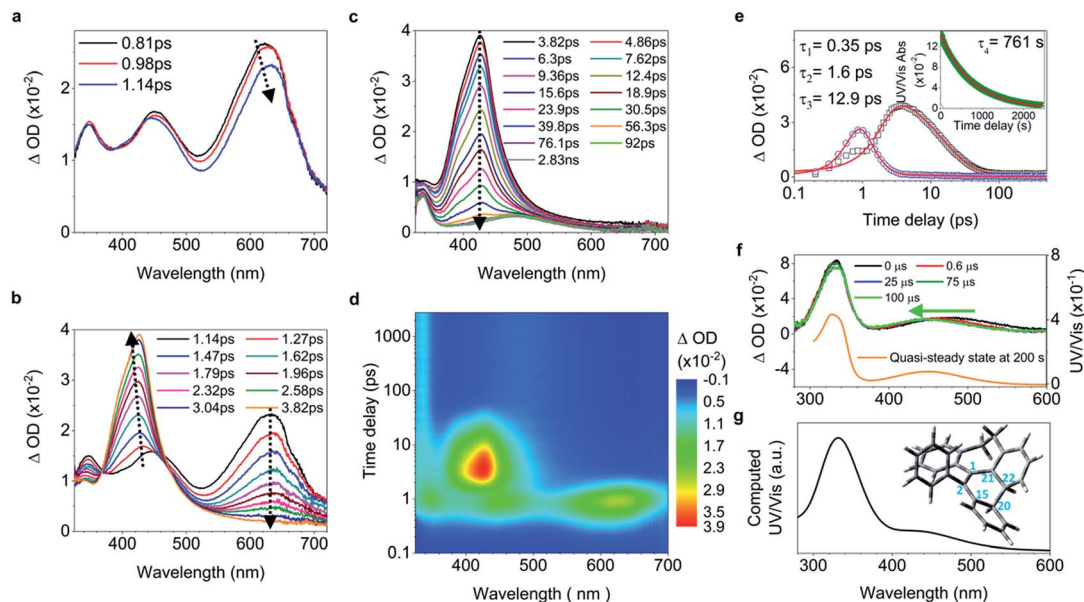 a
0.81ps
0.98ps
1.14ps
Δ OD (x10⁻²)
2
1
400 500 600 700
Wavelength (nm)
b
1.14ps 1.27ps
1.47ps 1.62ps
1.79ps 1.96ps
2.32ps 2.58ps
3.04ps 3.82ps
Δ OD (x10⁻²)
4
3
2
1
0
400 500 600 700
Wavelength (nm)
c
3.82ps 4.86ps
6.3ps 7.62ps
9.36ps 12.4ps
15.6ps 18.9ps
23.9ps 30.5ps
39.8ps 56.3ps
76.1ps 92ps
2.83ns
Δ OD (x10⁻²)
4
3
2
1
0
400 500 600 700
Wavelength (nm)
d
Time delay (ps)
1000
100
10
1
0.1
400 500 600 700
Wavelength ( nm )
Δ OD
(x10⁻²)
-0.1
0.5
1.1
1.7
2.3
2.9
3.5
3.9
e
τ₁= 0.35 ps
τ₂= 1.6 ps
τ₃= 12.9 ps
Δ OD (x10⁻²)
6
3
0
0.1 1 10 100
Time delay (ps)
UV/Vis Abs
(x10⁻²)
12
8
4
0
τ₄= 761 s
0 1000 2000
Time delay (s)
f
0 μs 0.6 μs
25 μs 75 μs
100 μs
Quasi-steady state at 200 s
Δ OD (x10⁻²)
8
4
0
-4
UV/Vis (x10⁻¹)
8
4
0
300 400 500 600
g
1
21 22
2
15
20
Computed
UV/Vis (a.u.)
300 400 500 600
Wavelength (nm)